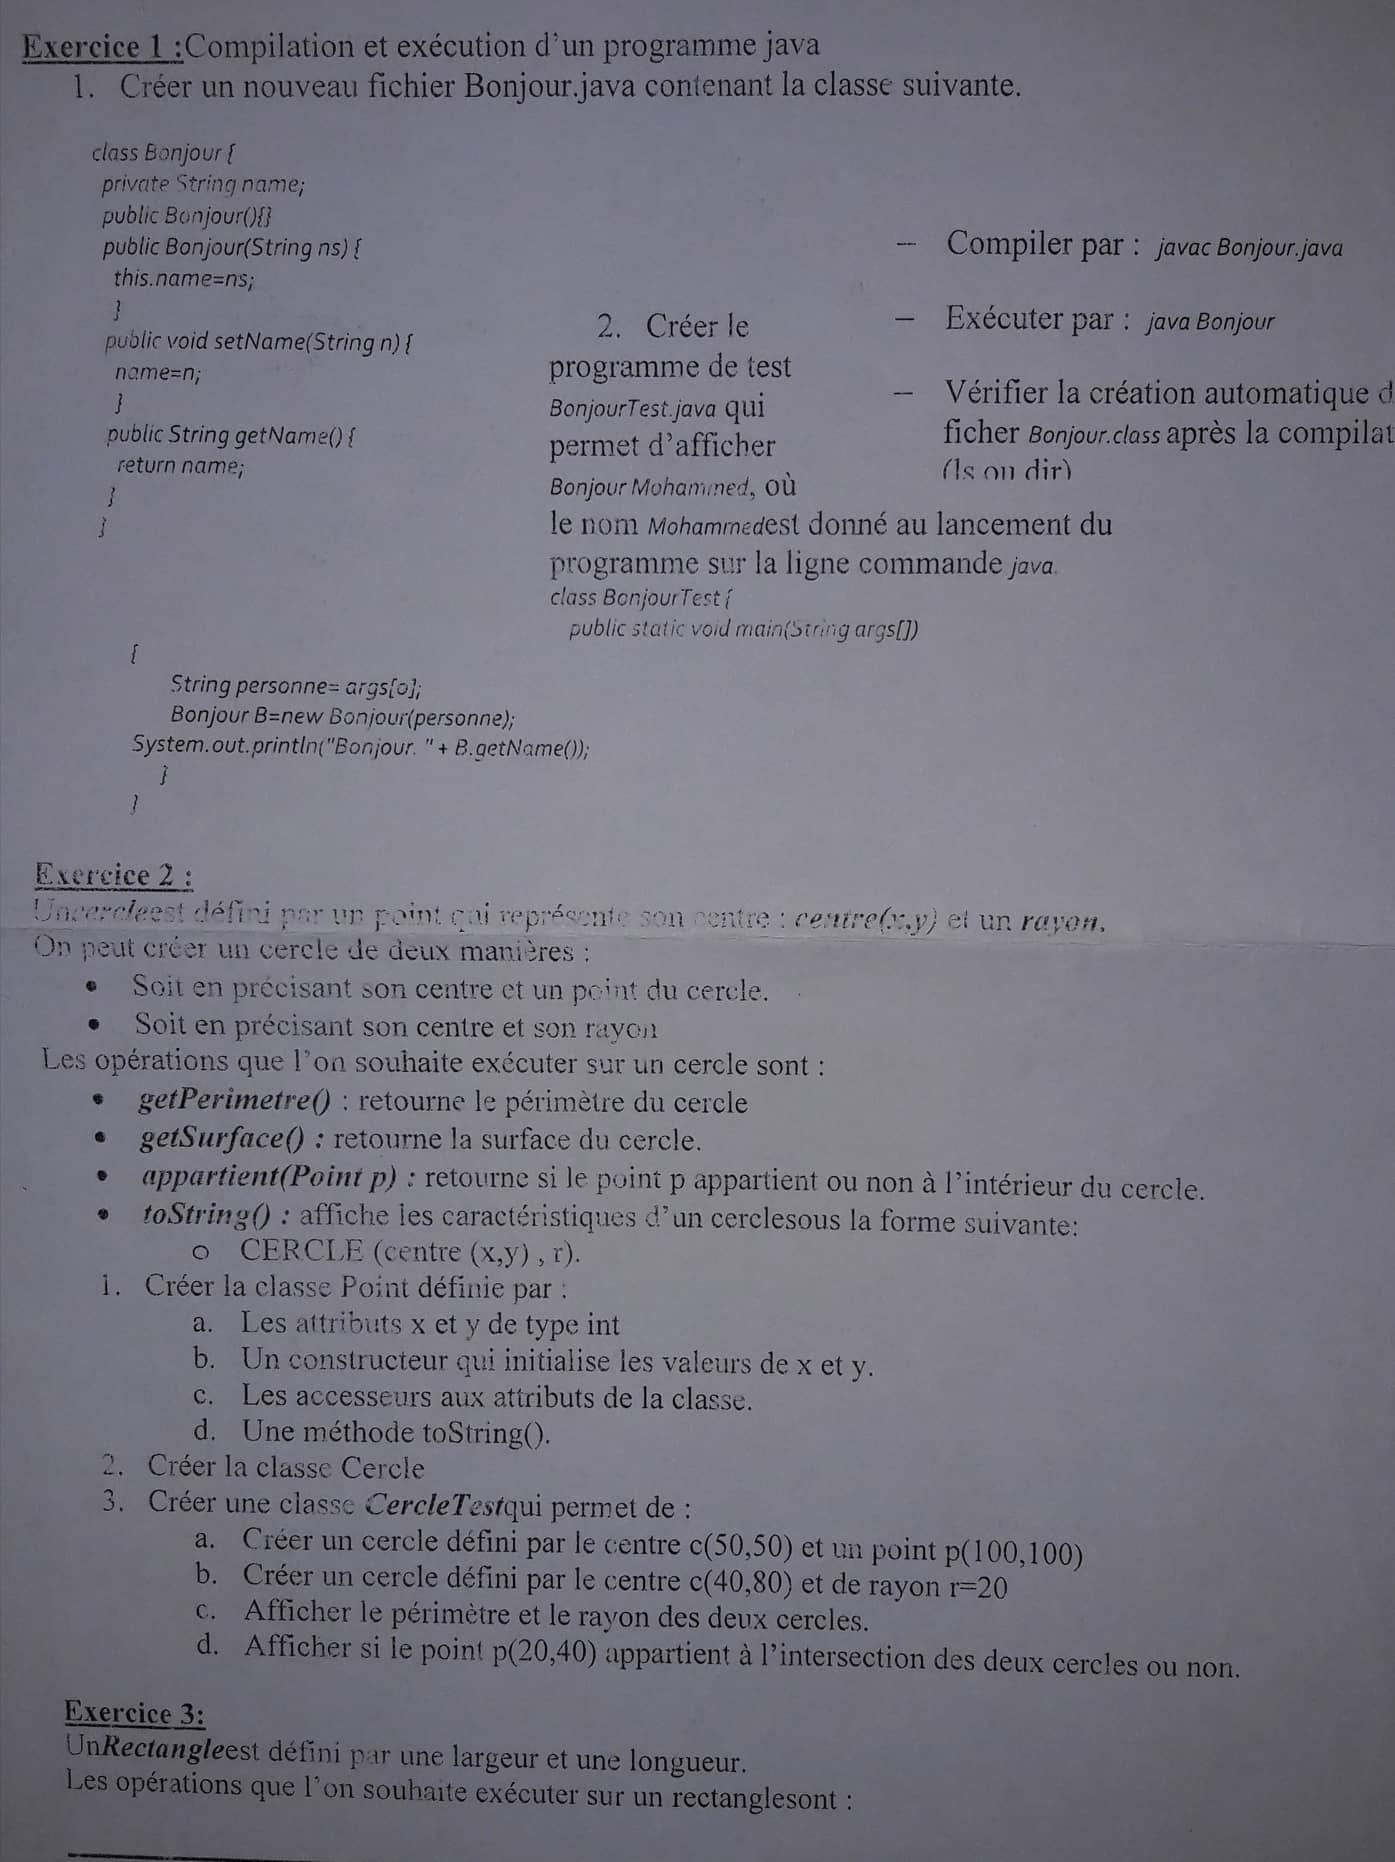 Exercice 1 :Compilation et exécution d'un programme java
1. Créer un nouveau fichier Bonjour.java contenant la classe suivante.
class Bonjour {
private String name;
public Bonjour(){}
public Bonjour(String ns) {
this.name=ns;
}
public void setName(String n) {
name=n;
}
public String getName() {
return name;
}
}
– Compiler par : javac Bonjour.java
– Exécuter par : java Bonjour
– Vérifier la création automatique d
ficher Bonjour.class après la compilat
(ls ou dir)
2. Créer le
programme de test
BonjourTest.java qui
permet d'afficher
Bonjour Mohammed, où
le nom Mohammedest donné au lancement du
programme sur la ligne commande java.
class BonjourTest {
public static void main(String args[])
{
String personne= args[0];
Bonjour B=new Bonjour(personne);
System.out.println("Bonjour. " + B.getName());
}
}
Exercice 2 :
Uncercleest défini par un point qui représente son centre : centre(x,y) et un rayon.
On peut créer un cercle de deux manières :
• Soit en précisant son centre et un point du cercle.
• Soit en précisant son centre et son rayon
Les opérations que l'on souhaite exécuter sur un cercle sont :
• getPerimetre() : retourne le périmètre du cercle
• getSurface() : retourne la surface du cercle.
• appartient(Point p) : retourne si le point p appartient ou non à l'intérieur du cercle.
• toString() : affiche les caractéristiques d'un cerclesous la forme suivante:
o CERCLE (centre (x,y) , r).
1. Créer la classe Point définie par :
a. Les attributs x et y de type int
b. Un constructeur qui initialise les valeurs de x et y.
c. Les accesseurs aux attributs de la classe.
d. Une méthode toString().
2. Créer la classe Cercle
3. Créer une classe CercleTestqui permet de :
a. Créer un cercle défini par le centre c(50,50) et un point p(100,100)
b. Créer un cercle défini par le centre c(40,80) et de rayon r=20
c. Afficher le périmètre et le rayon des deux cercles.
d. Afficher si le point p(20,40) appartient à l'intersection des deux cercles ou non.
Exercice 3:
UnRectangleest défini par une largeur et une longueur.
Les opérations que l'on souhaite exécuter sur un rectanglesont :